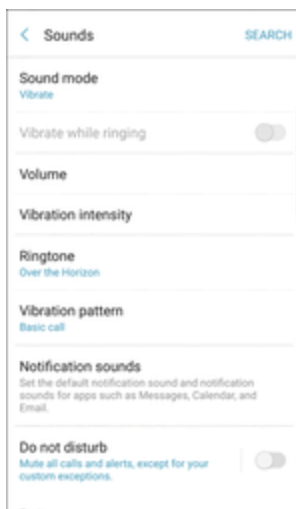 Sounds SEARCH
Sound mode
Vibrate
Vibrate while ringing
Volume
Vibration intensity
Ringtone
Over the Horizon
Vibration pattern
Basic call
Notification sounds
Set the default notification sound and notification
sounds for apps such as Messages, Calendar, and
Email.
Do not disturb
Mute all calls and alerts, except for your
custom exceptions.